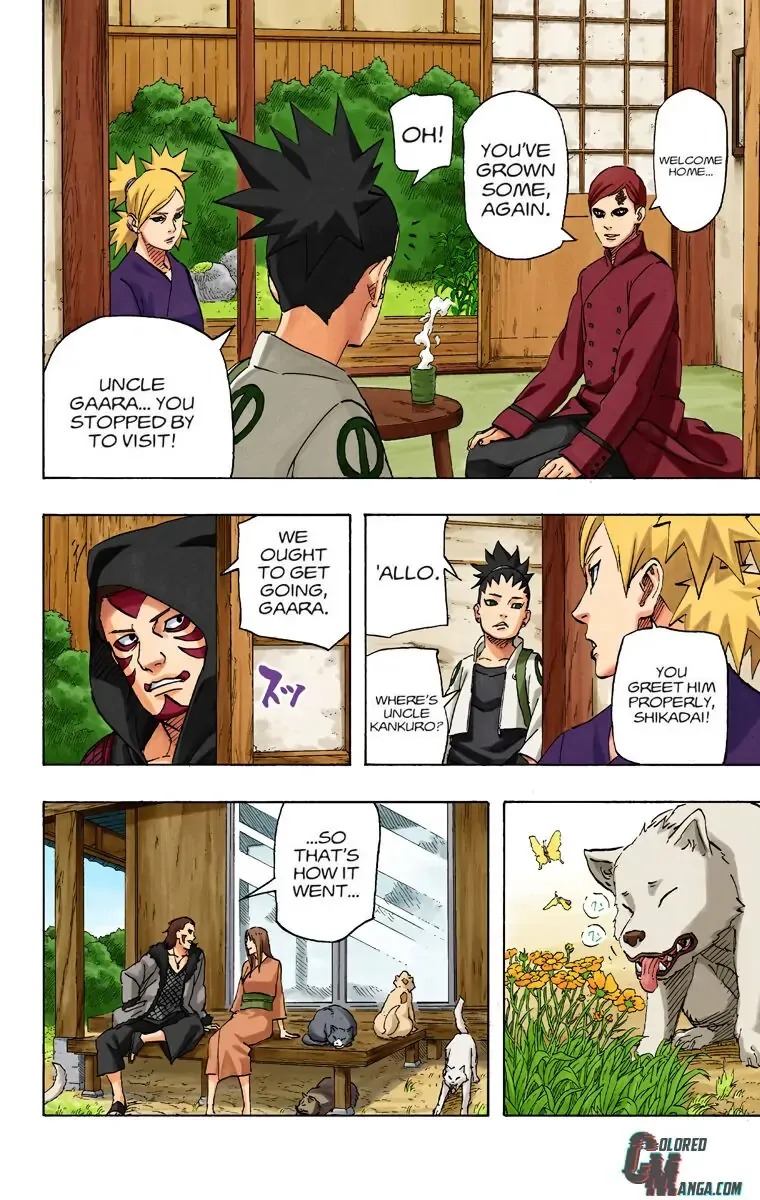 WELCOME
HOME...
YOU'VE
GROWN
SOME,
AGAIN.
OH!
UNCLE
GAARA... YOU
STOPPED BY
TO VISIT!
YOU
GREET HIM
PROPERLY,
SHIKADAI!
'ALLO.
WHERE'S
UNCLE
KANKURO?
WE
OUGHT
TO GET
GOING,
GAARA.
スッ
...SO
THAT'S
HOW IT
WENT...
COLORED
MANGA.COM